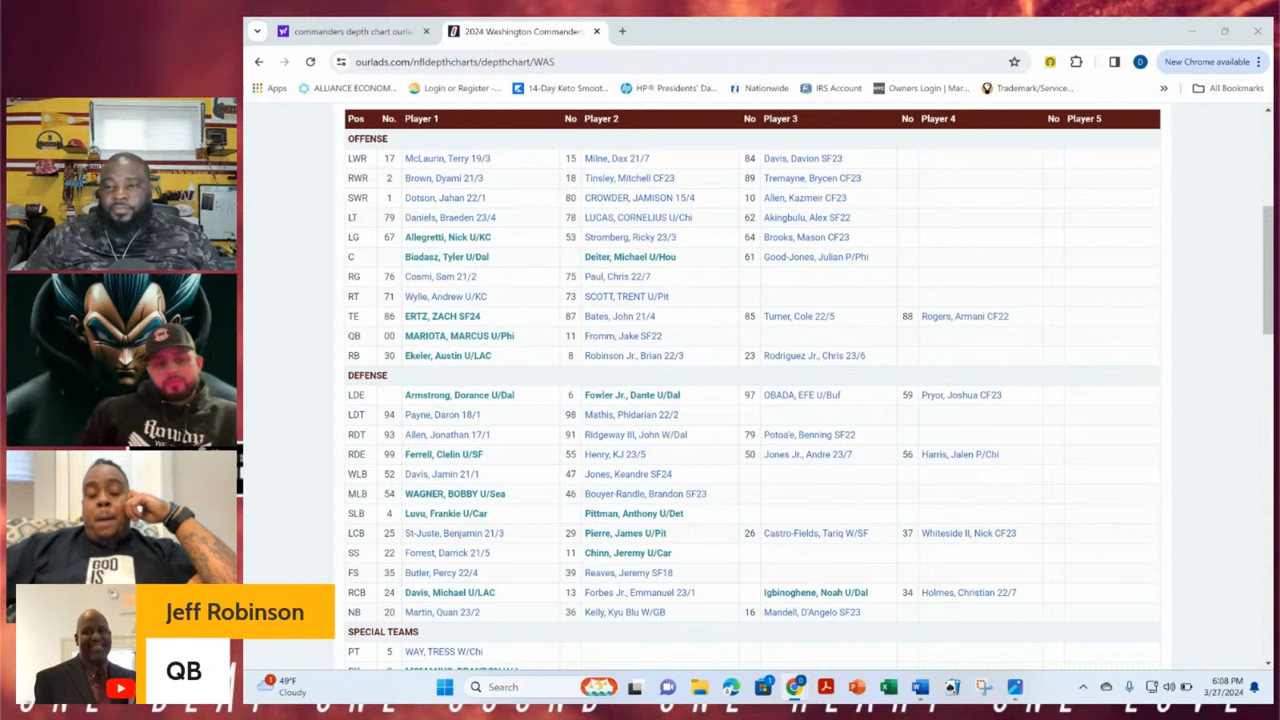 commanders depth chart ourla
2024 Washington Commander
ourlads.com/nfldepthcharts/depthchart/WAS
New Chrome available
Apps ALLIANCE ECONOM... Login or Register -... 14-Day Keto Smoot... HP® Presidents' Da... Nationwide IRS Account Owners Login | Mar... Trademark/Service... » All Bookmarks
Pos No. Player 1 No Player 2 No Player 3 No Player 4 No Player 5
OFFENSE
LWR 17 McLaurin, Terry 19/3 15 Milne, Dax 21/7 84 Davis, Davion SF23
RWR 2 Brown, Dyami 21/3 18 Tinsley, Mitchell CF23 89 Tremayne, Brycen CF23
SWR 1 Dotson, Jahan 22/1 80 CROWDER, JAMISON 15/4 10 Allen, Kazmeir CF23
LT 79 Daniels, Braeden 23/4 78 LUCAS, CORNELIUS U/Chi 62 Akingbulu, Alex SF22
LG 67 Allegretti, Nick U/KC 53 Stromberg, Ricky 23/3 64 Brooks, Mason CF23
C Biadasz, Tyler U/Dal Deiter, Michael U/Hou 61 Good-Jones, Julian P/Phi
RG 76 Cosmi, Sam 21/2 75 Paul, Chris 22/7
RT 71 Wylie, Andrew U/KC 73 SCOTT, TRENT U/Pit
TE 86 ERTZ, ZACH SF24 87 Bates, John 21/4 85 Turner, Cole 22/5 88 Rogers, Armani CF22
QB 00 MARIOTA, MARCUS U/Phi 11 Fromm, Jake SF22
RB 30 Ekeler, Austin U/LAC 8 Robinson Jr., Brian 22/3 23 Rodriguez Jr., Chris 23/6
DEFENSE
LDE Armstrong, Dorance U/Dal 6 Fowler Jr., Dante U/Dal 97 OBADA, EFE U/Buf 59 Pryor, Joshua CF23
LDT 94 Payne, Daron 18/1 98 Mathis, Phidarian 22/2
RDT 93 Allen, Jonathan 17/1 91 Ridgeway III, John W/Dal 79 Potoa'e, Benning SF22
RDE 99 Ferrell, Clelin U/SF 55 Henry, KJ 23/5 50 Jones Jr., Andre 23/7 56 Harris, Jalen P/Chi
WLB 52 Davis, Jamin 21/1 47 Jones, Keandre SF24
MLB 54 WAGNER, BOBBY U/Sea 46 Bouyer-Randle, Brandon SF23
SLB 4 Luvu, Frankie U/Car Pittman, Anthony U/Det
LCB 25 St-Juste, Benjamin 21/3 29 Pierre, James U/Pit 26 Castro-Fields, Tariq W/SF 37 Whiteside II, Nick CF23
SS 22 Forrest, Darrick 21/5 11 Chinn, Jeremy U/Car
FS 35 Butler, Percy 22/4 39 Reaves, Jeremy SF18
RCB 24 Davis, Michael U/LAC 13 Forbes Jr., Emmanuel 23/1 Igbinoghene, Noah U/Dal 34 Holmes, Christian 22/7
NB 20 Martin, Quan 23/2 36 Kelly, Kyu Blu W/GB 16 Mandell, D'Angelo SF23
SPECIAL TEAMS
PT 5 WAY, TRESS W/Chi
GOD
IS
Jeff Robinson
QB
1
49°F
Cloudy
Search
6:08 PM
3/27/2024